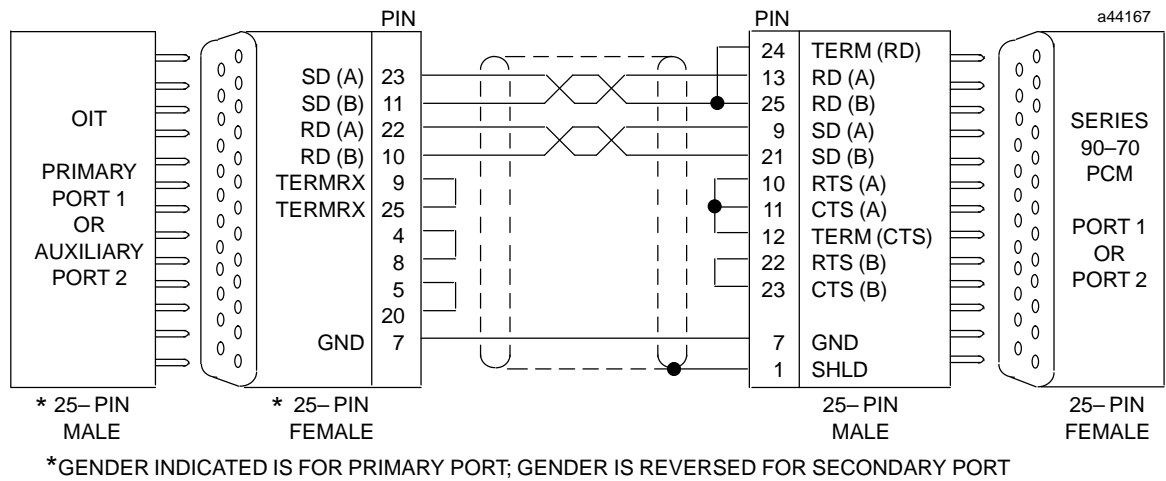 PIN
PIN
a44167
OIT
PRIMARY
PORT 1
OR
AUXILIARY
PORT 2
SD (A) 23
SD (B) 11
RD (A) 22
RD (B) 10
TERMRX 9
TERMRX 25
4
8
5
20
GND 7
24 TERM (RD)
13 RD (A)
25 RD (B)
9 SD (A)
21 SD (B)
10 RTS (A)
11 CTS (A)
12 TERM (CTS)
22 RTS (B)
23 CTS (B)
7 GND
1 SHLD
SERIES
90–70
PCM
PORT 1
OR
PORT 2
* 25–PIN
MALE
* 25–PIN
FEMALE
25–PIN
MALE
25–PIN
FEMALE
*GENDER INDICATED IS FOR PRIMARY PORT; GENDER IS REVERSED FOR SECONDARY PORT